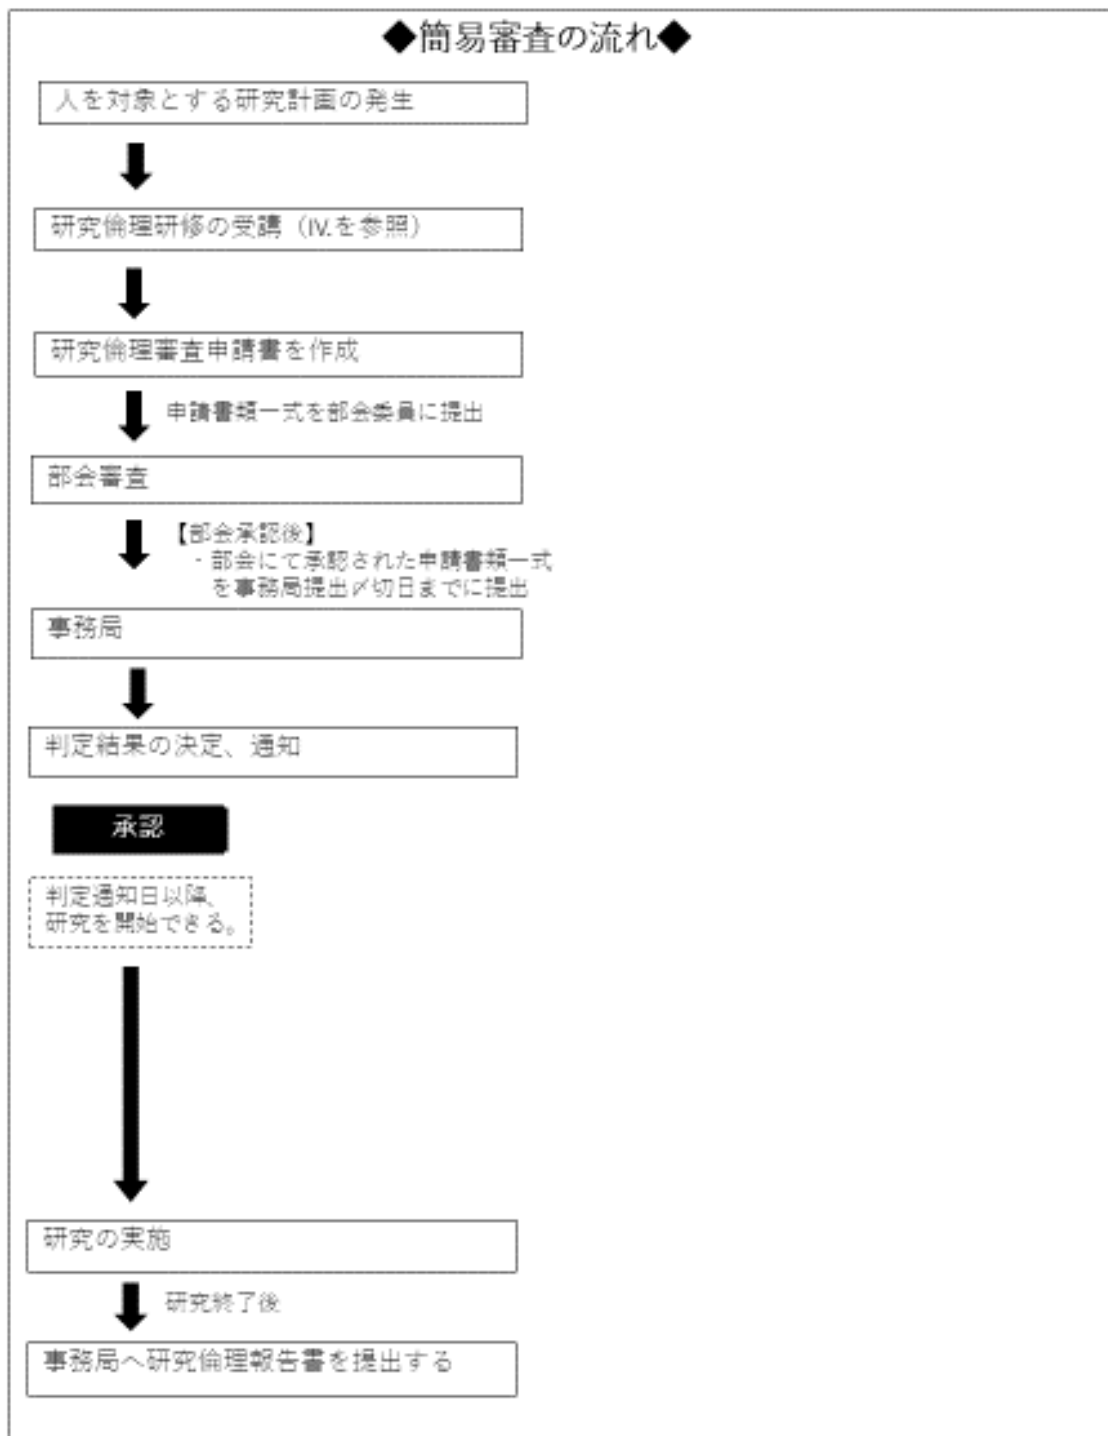 ◆簡易審査の流れ◆
人を対象とする研究計画の発生
研究倫理研修の受講（Ⅳ.を参照）
研究倫理審査申請書を作成
申請書類一式を部会委員に提出
部会審査
【部会承認後】
・部会にて承認された申請書類一式
を事務局提出〆切日までに提出
事務局
判定結果の決定、通知
承認
判定通知日以降、
研究を開始できる。
研究の実施
研究終了後
事務局へ研究倫理報告書を提出する